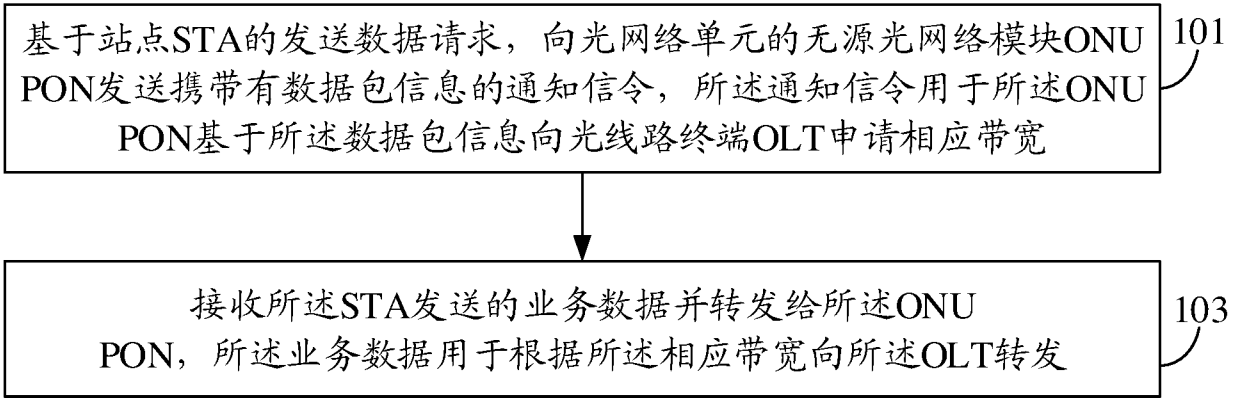 基于站点STA的发送数据请求，向光网络单元的无源光网络模块ONU
PON发送携带有数据包信息的通知信令，所述通知信令用于所述ONU
PON基于所述数据包信息向光线路终端OLT申请相应带宽
101
接收所述STA发送的业务数据并转发给所述ONU
PON，所述业务数据用于根据所述相应带宽向所述OLT转发
103